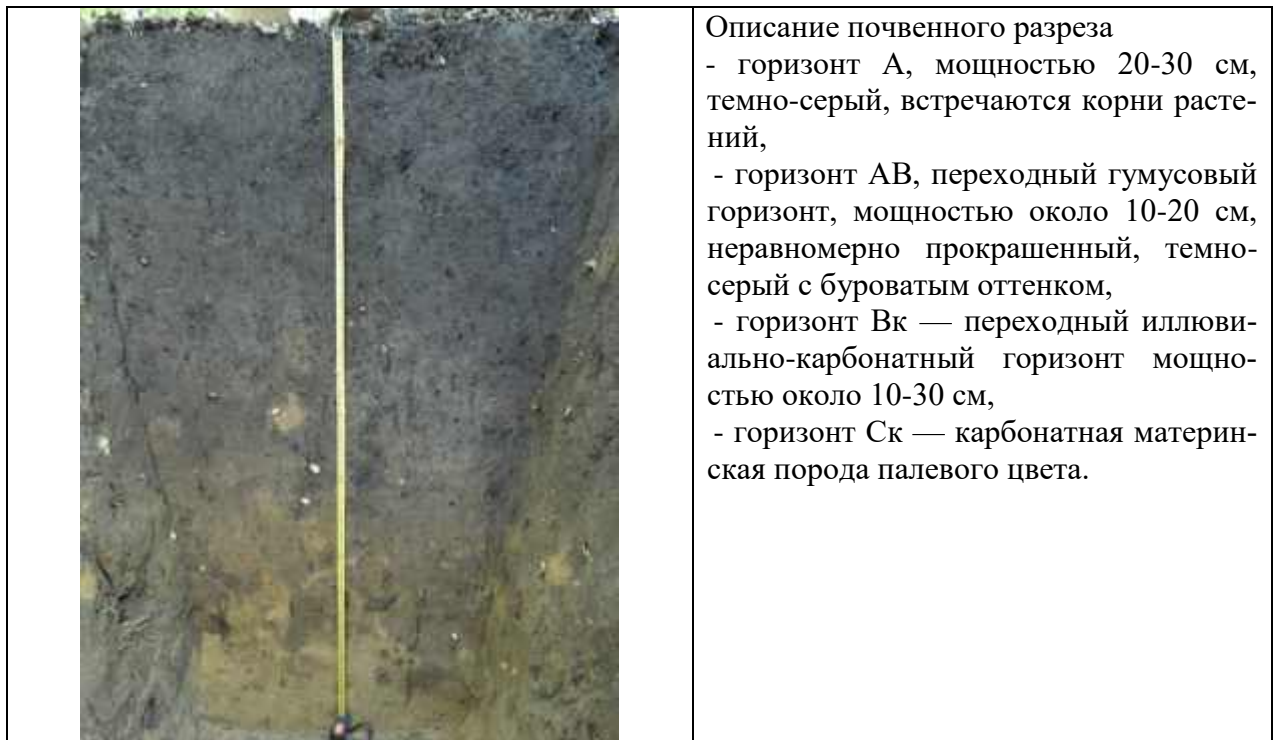 Описание почвенного разреза
- горизонт А, мощностью 20-30 см,
темно-серый, встречаются корни расте-
ний,
- горизонт АВ, переходный гумусовый
горизонт, мощностью около 10-20 см,
неравномерно прокрашенный, темно-
серый с буроватым оттенком,
- горизонт Вк — переходный иллюви-
ально-карбонатный горизонт мощно-
стью около 10-30 см,
- горизонт Ск — карбонатная материн-
ская порода палевого цвета.